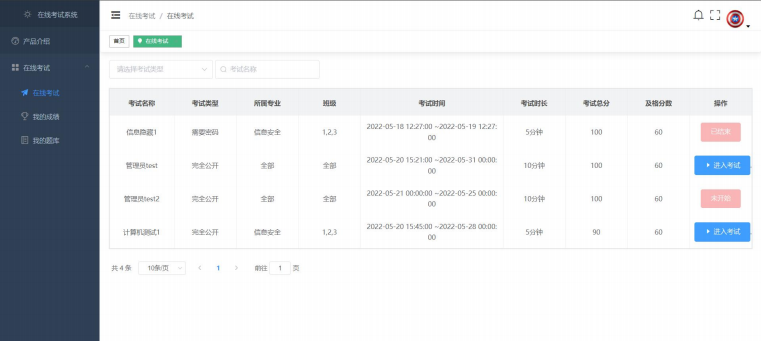 在线考试系统
在线考试 / 在线考试
产品介绍
首页
在线考试
在线考试
在线考试
我的成绩
我的题库
请选择考试类型
考试名称
考试名称 考试类型 所属专业 班级 考试时间 考试时长 考试总分 及格分数 操作
信息隐藏1 需要密码 信息安全 1,2,3 2022-05-18 12:27:00 ~2022-05-19 12:27:
00 5分钟 100 60 已结束
管理员test 完全公开 全部 全部 2022-05-20 15:21:00 ~2022-05-31 00:00:
00 10分钟 100 60 进入考试
管理员test2 完全公开 全部 全部 2022-05-21 00:00:00 ~2022-05-25 00:00:
00 10分钟 100 60 未开始
计算机测试1 完全公开 信息安全 1,2,3 2022-05-20 15:45:00 ~2022-05-28 00:00:
00 5分钟 90 60 进入考试
共 4 条 10条/页 < 1 > 前往 1 页